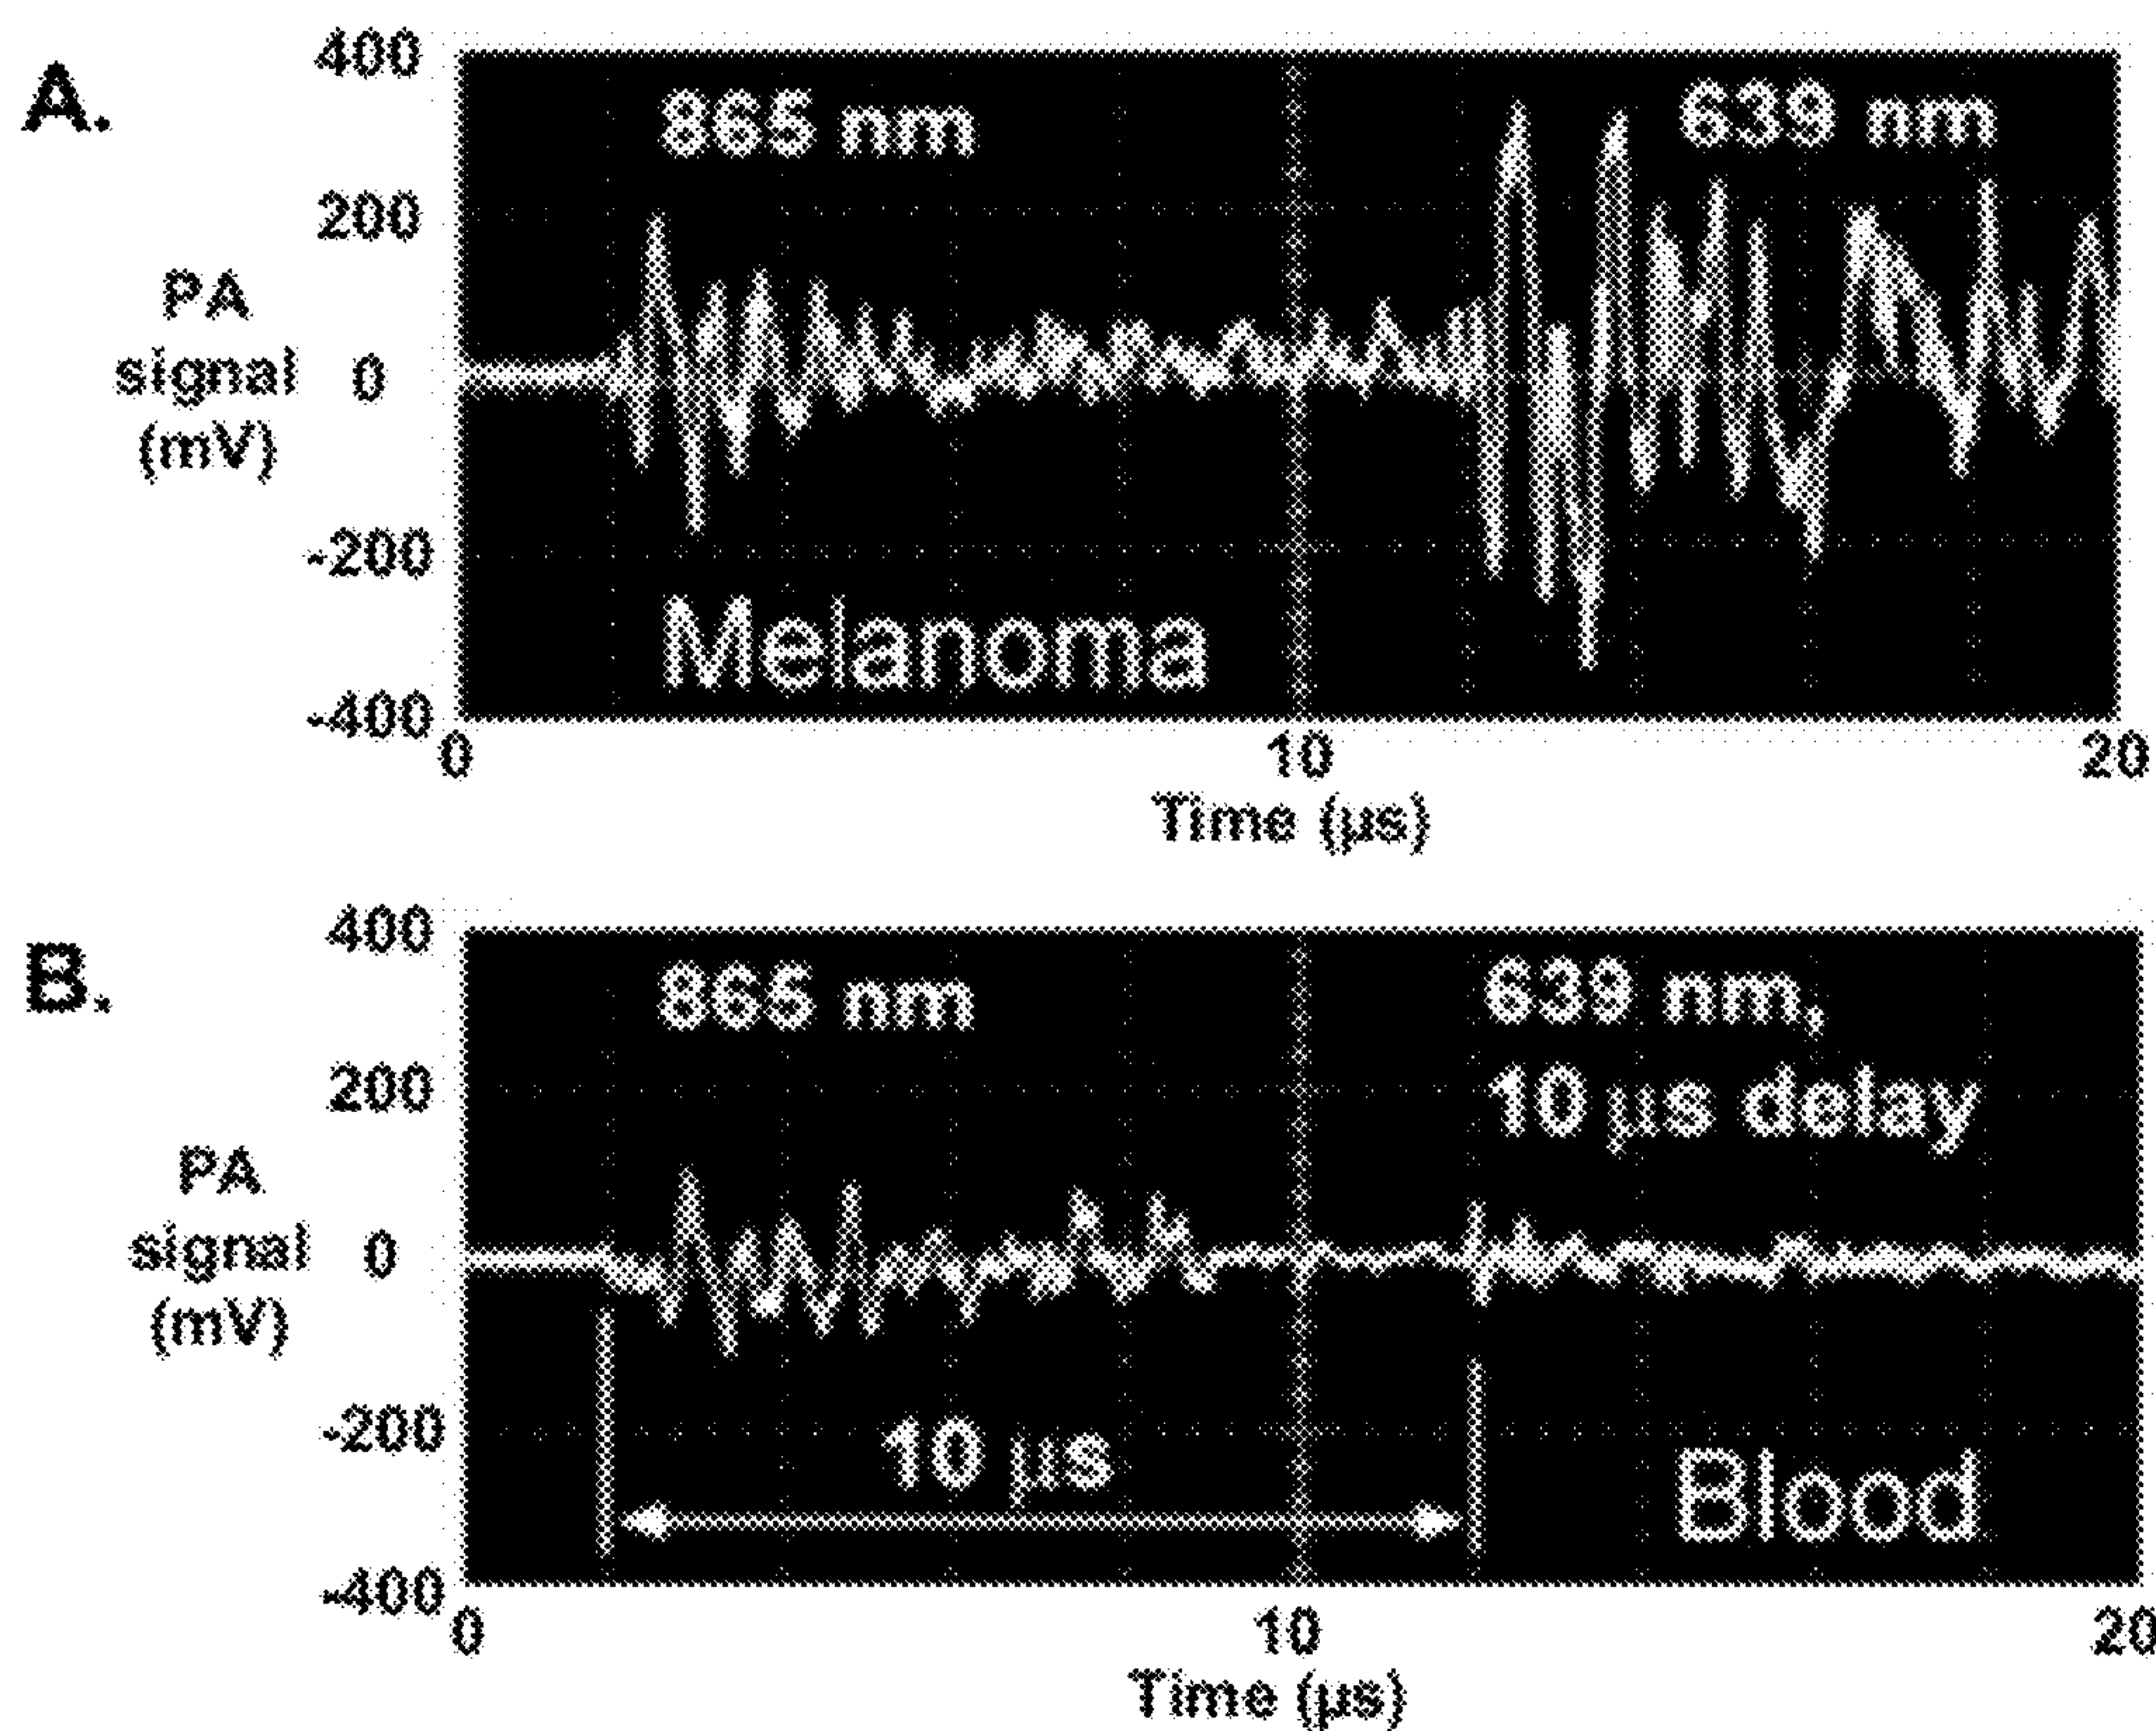 A.
400
200
0
-200
-400
PA
signal
(mV)
865 nm
639 nm
Melanoma
0 10 20
Time (µs)
B.
400
200
0
-200
-400
PA
signal
(mV)
865 nm
639 nm,
10 µs delay
10 µs
Blood
0 10 20
Time (µs)